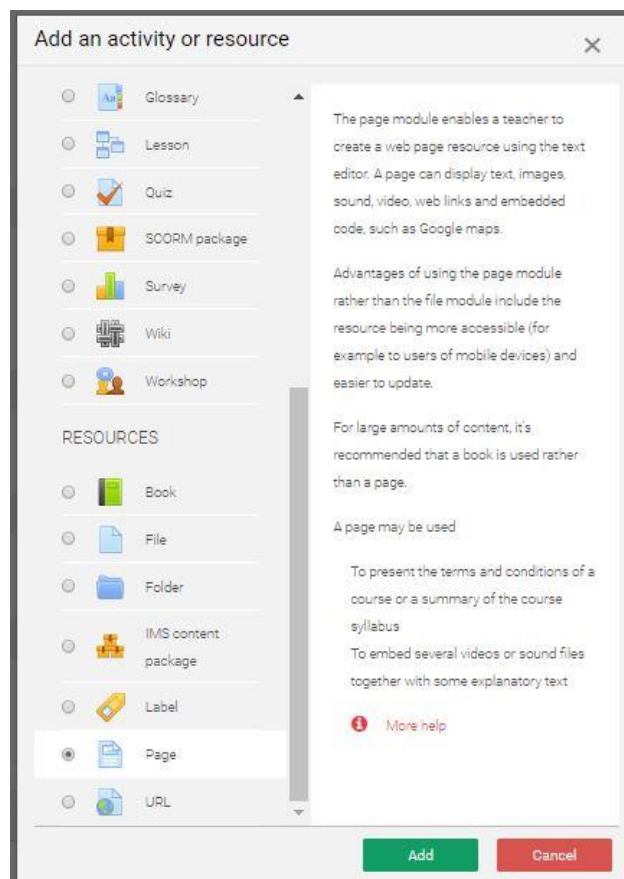 Add an activity or resource
Glossary
Lesson
Quiz
SCORM package
Survey
Wiki
Workshop
RESOURCES
Book
File
Folder
IMS content
package
Label
Page
URL
The page module enables a teacher to
create a web page resource using the text
editor. A page can display text, images,
sound, video, web links and embedded
code, such as Google maps.
Advantages of using the page module
rather than the file module include the
resource being more accessible (for
example to users of mobile devices) and
easier to update.
For large amounts of content, it's
recommended that a book is used rather
than a page.
A page may be used
To present the terms and conditions of a
course or a summary of the course
syllabus
To embed several videos or sound files
together with some explanatory text
More help
Add
Cancel